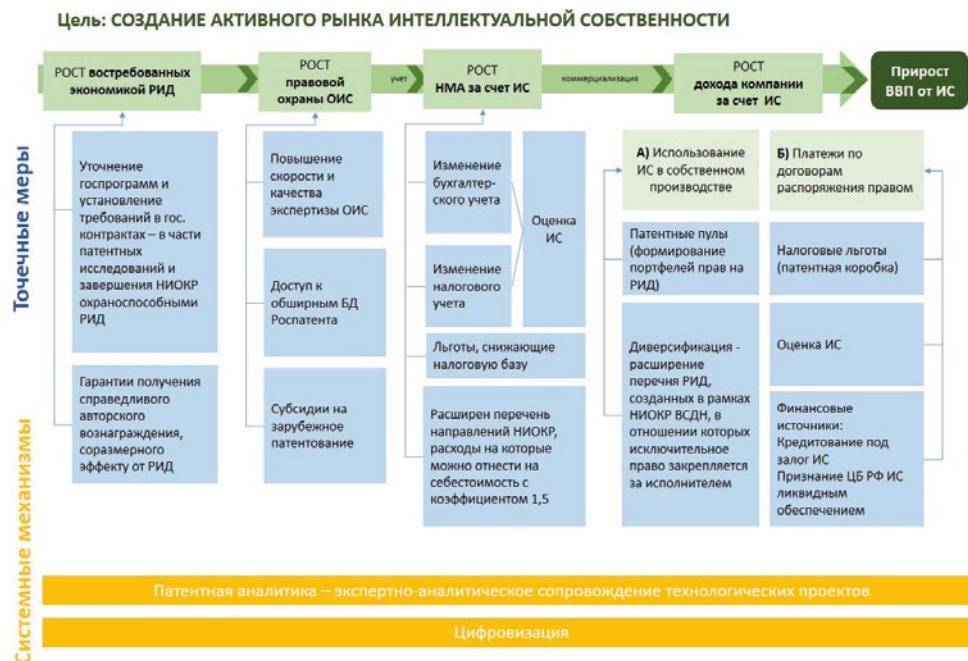 Цель: СОЗДАНИЕ АКТИВНОГО РЫНКА ИНТЕЛЛЕКТУАЛЬНОЙ СОБСТВЕННОСТИ
РОСТ востребованных
экономикой РИД
РОСТ
правовой
охраны ОИС
учет
РОСТ
НМА за счет ИС
коммерциализация
РОСТ
дохода компании
за счет ИС
Прирост
ВВП от ИС
Точечные меры
Уточнение
госпрограмм и
установление
требований в гос.
контрактах – в части
патентных
исследований и
завершения НИОКР
охраноспособными
РИД
Гарантии получения
справедливого
авторского
вознаграждения,
соразмерного
эффекту от РИД
Повышение
скорости и
качества
экспертизы ОИС
Доступ к
обширным БД
Роспатента
Субсидии на
зарубежное
патентование
Изменение
бухгалтер-
ского учета
Изменение
налогового
учета
Оценка
ИС
Льготы, снижающие
налоговую базу
Расширен перечень
направлений НИОКР,
расходы на которые
можно отнести на
себестоимость с
коэффициентом 1,5
А) Использование
ИС в собственном
производстве
Патентные пулы
(формирование
портфелей прав на
РИД)
Диверсификация -
расширение
перечня РИД,
созданных в рамках
НИОКР ВСДН, в
отношении которых
исключительное
право закрепляется
за исполнителем
Б) Платежи по
договорам
распоряжения правом
Налоговые льготы
(патентная коробка)
Оценка ИС
Финансовые
источники:
Кредитование под
залог ИС
Признание ЦБ РФ ИС
ликвидным
обеспечением
Системные механизмы
Патентная аналитика – экспертно-аналитическое сопровождение технологических проектов
Цифровизация